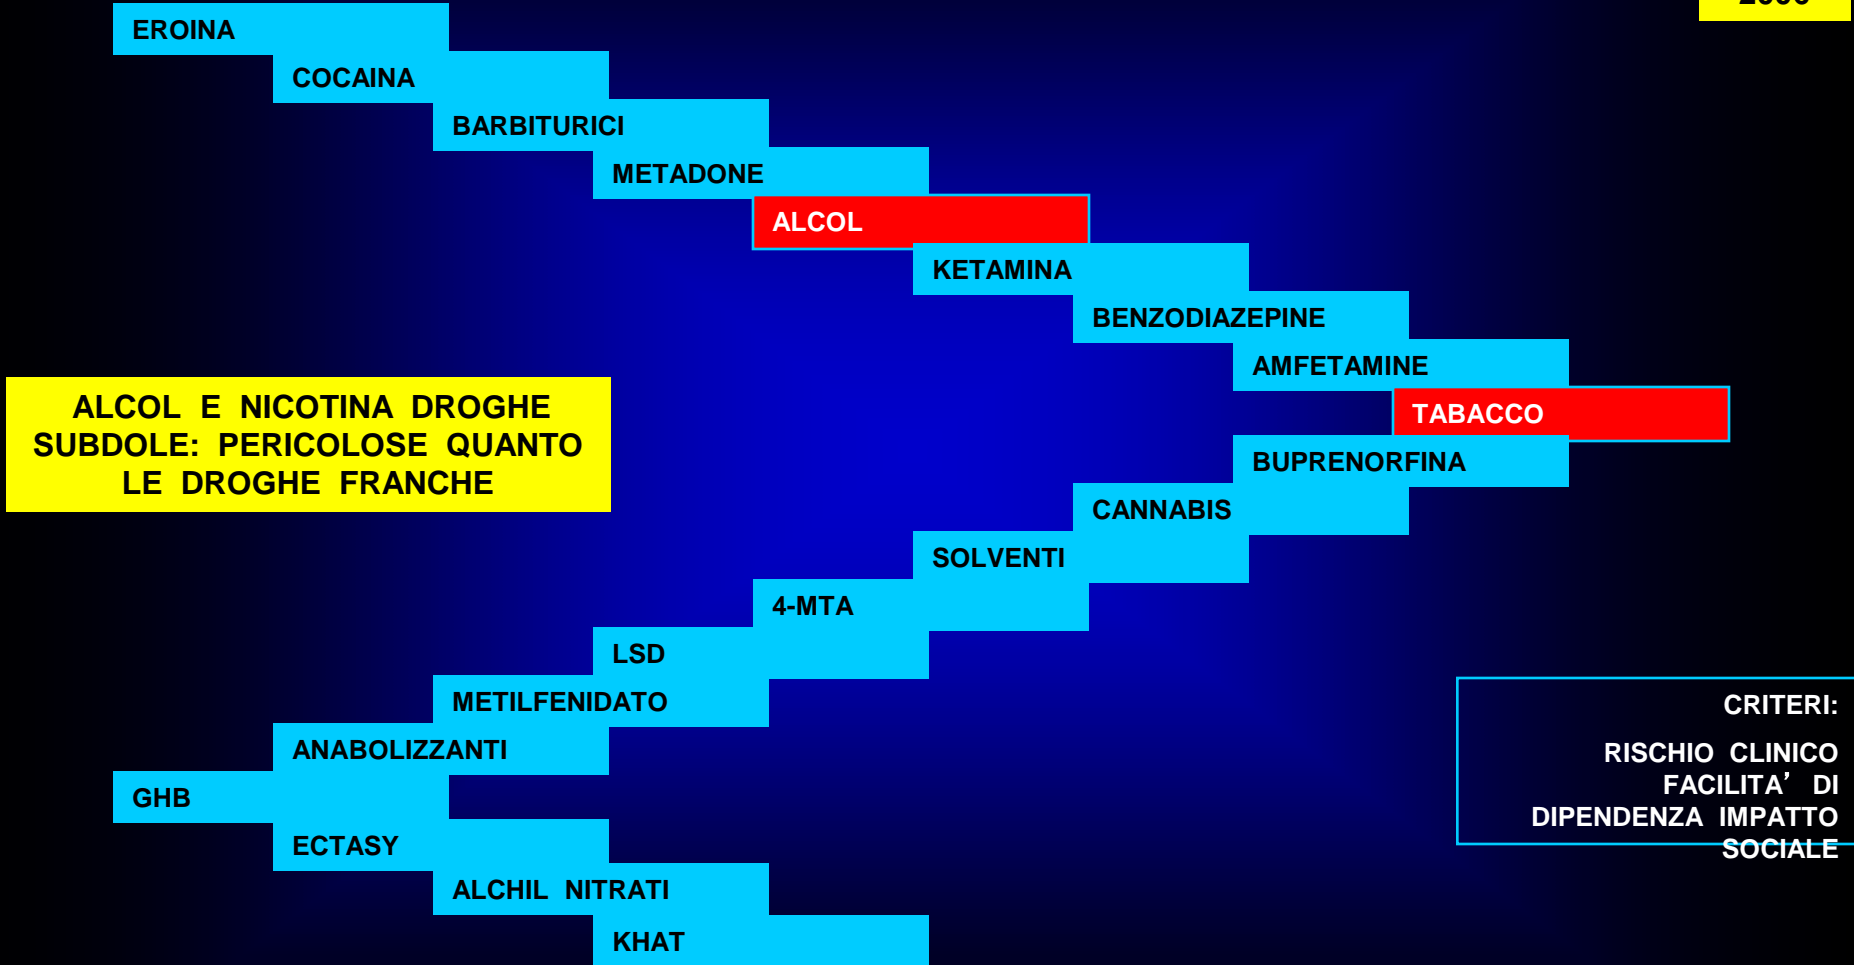 EROINA
COCAINA
BARBITURICI
METADONE
ALCOL
KETAMINA
BENZODIAZEPINE
AMFETAMINE
ALCOL E NICOTINA DROGHE
SUBDOLE: PERICOLOSE QUANTO
LE DROGHE FRANCHE
TABACCO
BUPRENORFINA
CANNABIS
SOLVENTI
4-MTA
LSD
METILFENIDATO
ANABOLIZZANTI
GHB
ECTASY
ALCHIL NITRATI
KHAT
CRITERI:
RISCHIO CLINICO
FACILITA’ DI
DIPENDENZA IMPATTO
SOCIALE